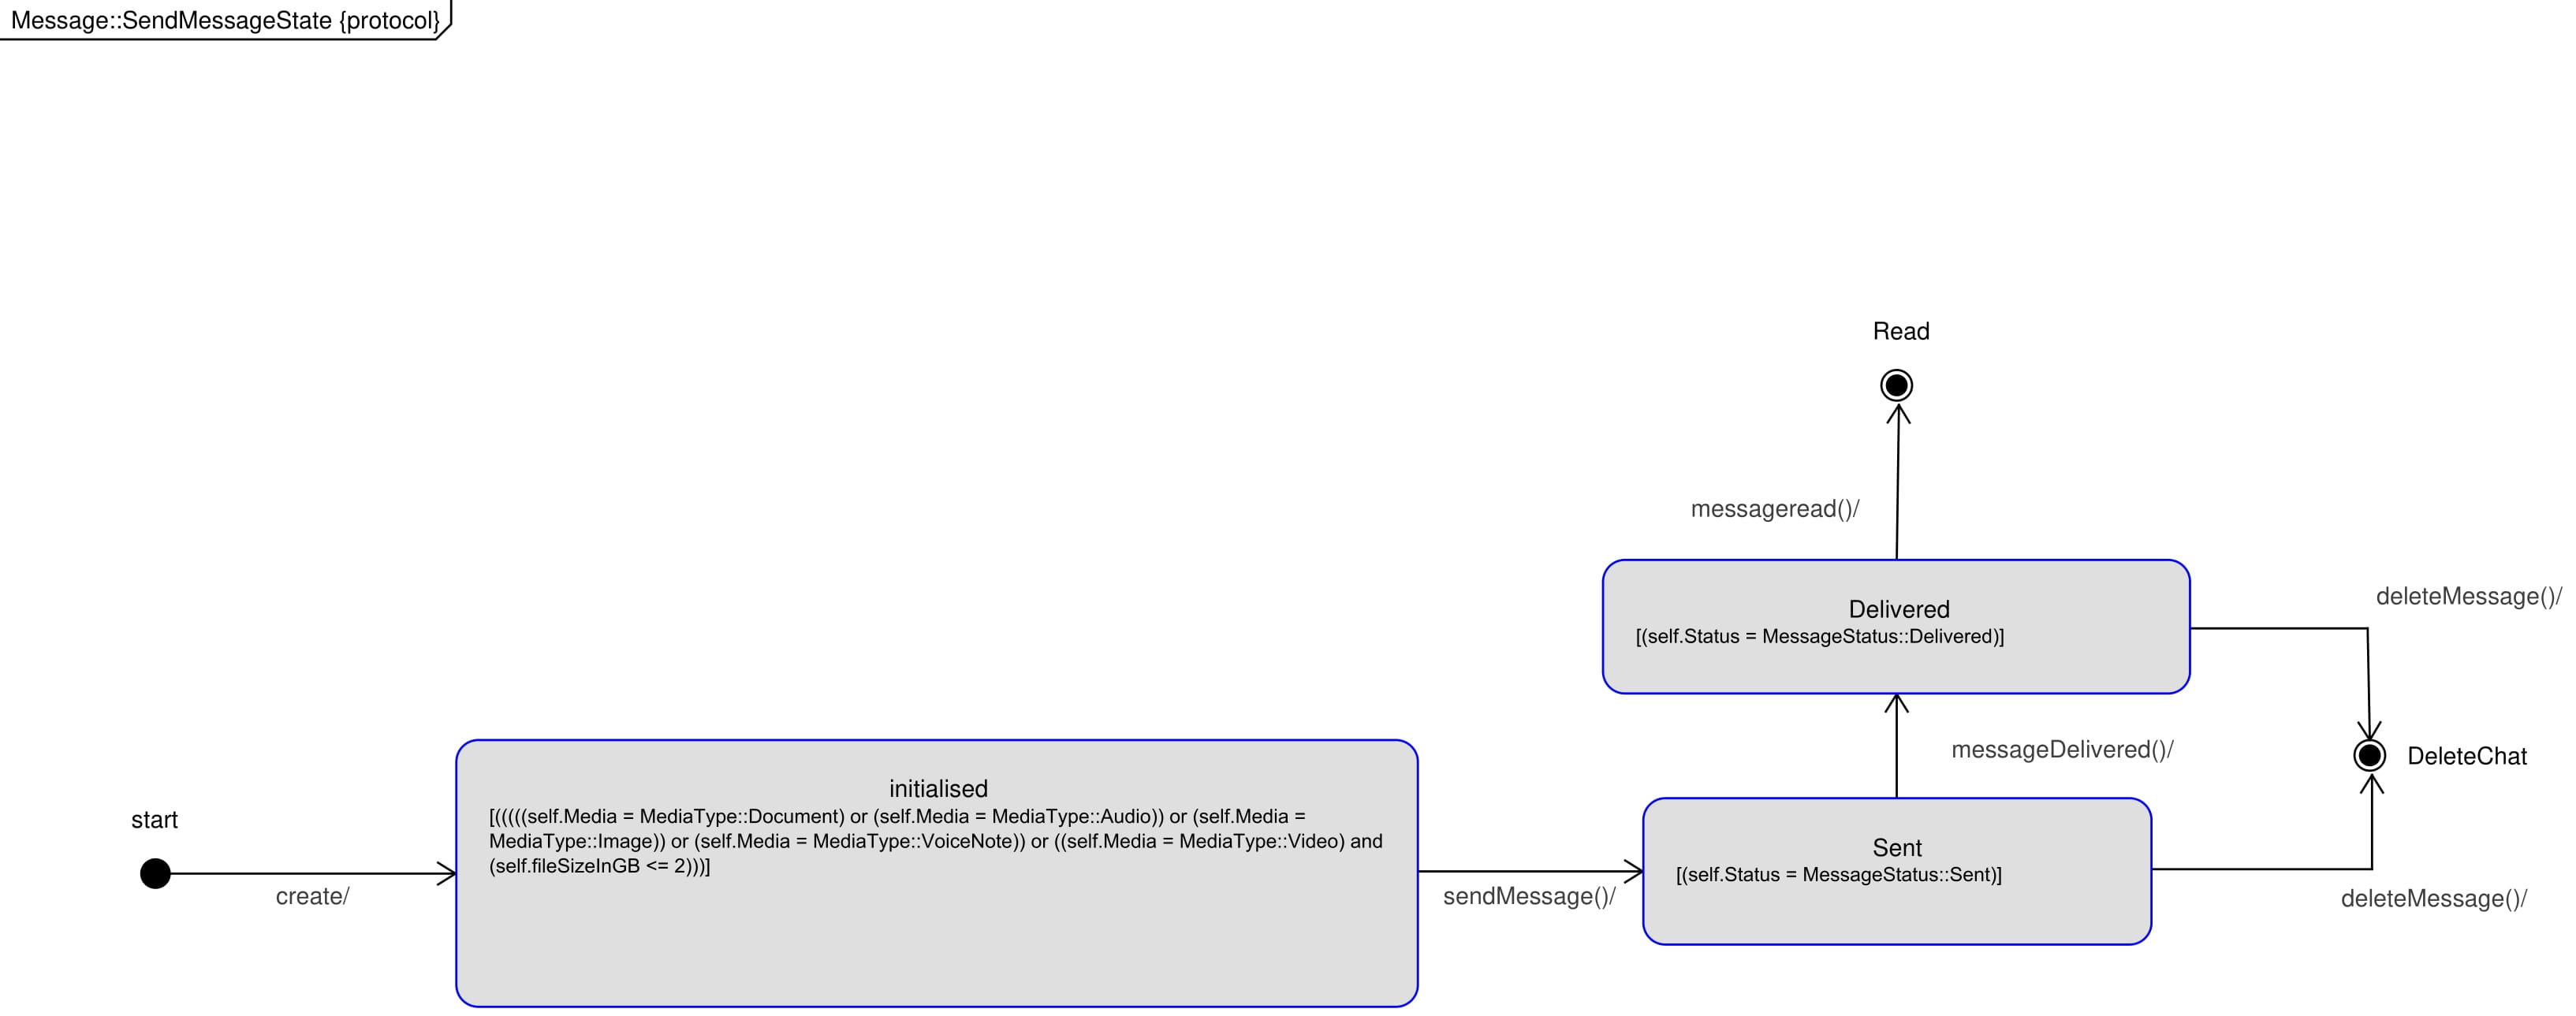 Message::SendMessageState {protocol}
Read
messageread()/
Delivered
[(self.Status = MessageStatus::Delivered)]
deleteMessage()/
messageDelivered()/
DeleteChat
initialised
[(((((self.Media = MediaType::Document) or (self.Media = MediaType::Audio)) or (self.Media =
MediaType::Image)) or (self.Media = MediaType::VoiceNote)) or ((self.Media = MediaType::Video) and
(self.fileSizeInGB <= 2)))]
start
create/
sendMessage()/
Sent
[(self.Status = MessageStatus::Sent)]
deleteMessage()/